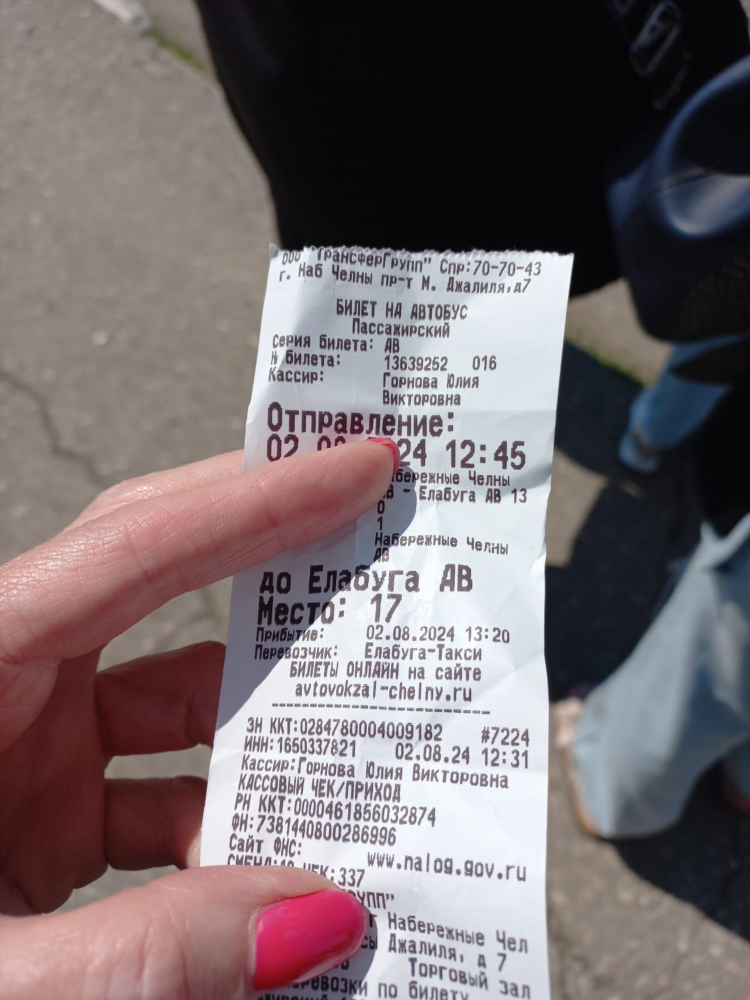 ООО "ТрансферГрупп" Спр:70-70-43
г. Наб Челны пр-т М. Джалиля,д7
БИЛЕТ НА АВТОБУС
Пассажирский
Серия билета: АВ
№ билета: 13639252 016
Кассир: Горнова Юлия
Викторовна
Отправление:
02 24 12:45
Набережные Челны
АВ - Елабуга АВ 13
0
1
Набережные Челны
АВ
до Елабуга АВ
Место: 17
Прибытие: 02.08.2024 13:20
Перевозчик: Елабуга-Такси
БИЛЕТЫ ОНЛАЙН на сайте
avtovokzal-chelny.ru
ЗН ККТ:0284780004009182 #7224
ИНН:1650337821 02.08.24 12:31
Кассир:Горнова Юлия Викторовна
КАССОВЫЙ ЧЕК/ПРИХОД
РН ККТ:0000461856032874
ФН:7381440800286996
Сайт ФНС: www.nalog.gov.ru
ЧЕК:337
г Набережные Чел
Джалиля, д 7
Торговый зал
перевозки по билету